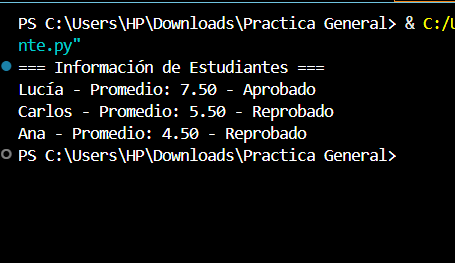 PS C:\Users\HP\Downloads\Practica General> & C:/U
nte.py"
=== Información de Estudiantes ===
Lucía - Promedio: 7.50 - Aprobado
Carlos - Promedio: 5.50 - Reprobado
Ana - Promedio: 4.50 - Reprobado
PS C:\Users\HP\Downloads\Practica General>